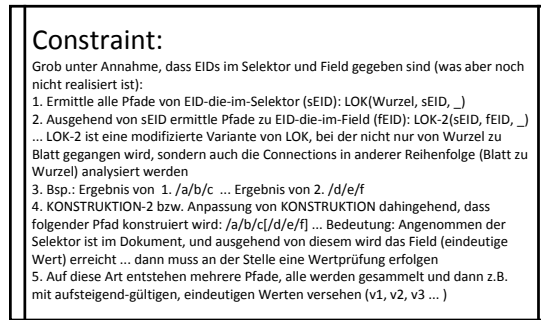 Constraint:
Grob unter Annahme, dass EIDs im Selektor und Field gegeben sind (was aber noch
nicht realisiert ist):
1. Ermittle alle Pfade von EID-die-im-Selektor (sEID): LOK(Wurzel, sEID, _)
2. Ausgehend von sEID ermittle Pfade zu EID-die-im-Field (fEID): LOK-2(sEID, fEID, _)
... LOK-2 ist eine modifizierte Variante von LOK, bei der nicht nur von Wurzel zu
Blatt gegangen wird, sondern auch die Connections in anderer Reihenfolge (Blatt zu
Wurzel) analysiert werden
3. Bsp.: Ergebnis von 1. /a/b/c ... Ergebnis von 2. /d/e/f
4. KONSTRUKTION-2 bzw. Anpassung von KONSTRUKTION dahingehend, dass
folgender Pfad konstruiert wird: /a/b/c[/d/e/f] ... Bedeutung: Angenommen der
Selektor ist im Dokument, und ausgehend von diesem wird das Field (eindeutige
Wert) erreicht ... dann muss an der Stelle eine Wertprüfung erfolgen
5. Auf diese Art entstehen mehrere Pfade, alle werden gesammelt und dann z.B.
mit aufsteigend-gültigen, eindeutigen Werten versehen (v1, v2, v3 ... )